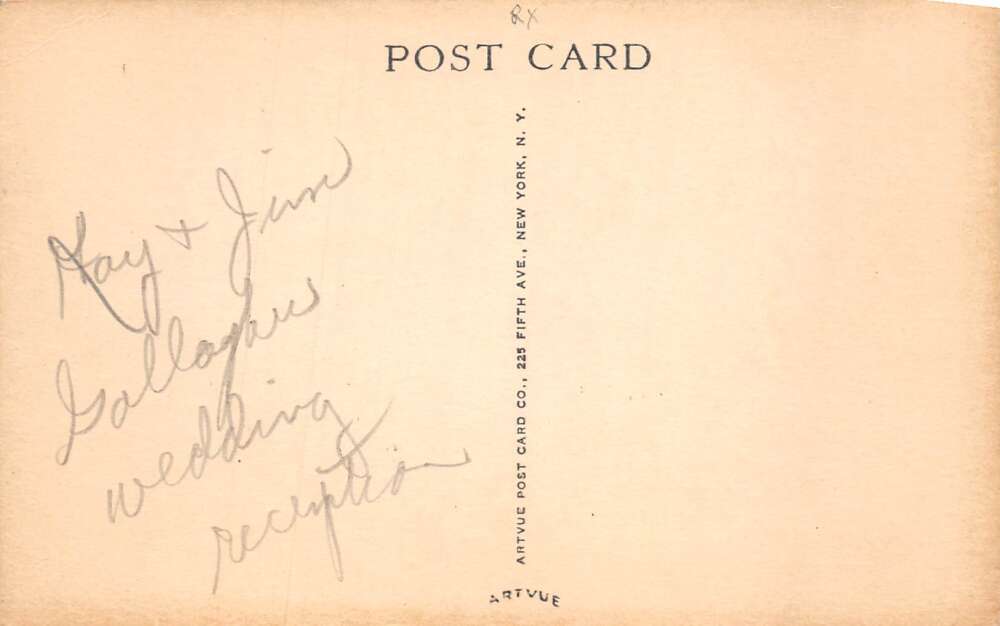 RX
POST CARD
Kay + Jim
Gallaghers
wedding
reception
ARTVUE POST CARD CO., 225 FIFTH AVE., NEW YORK, N. Y.
ARTVUE